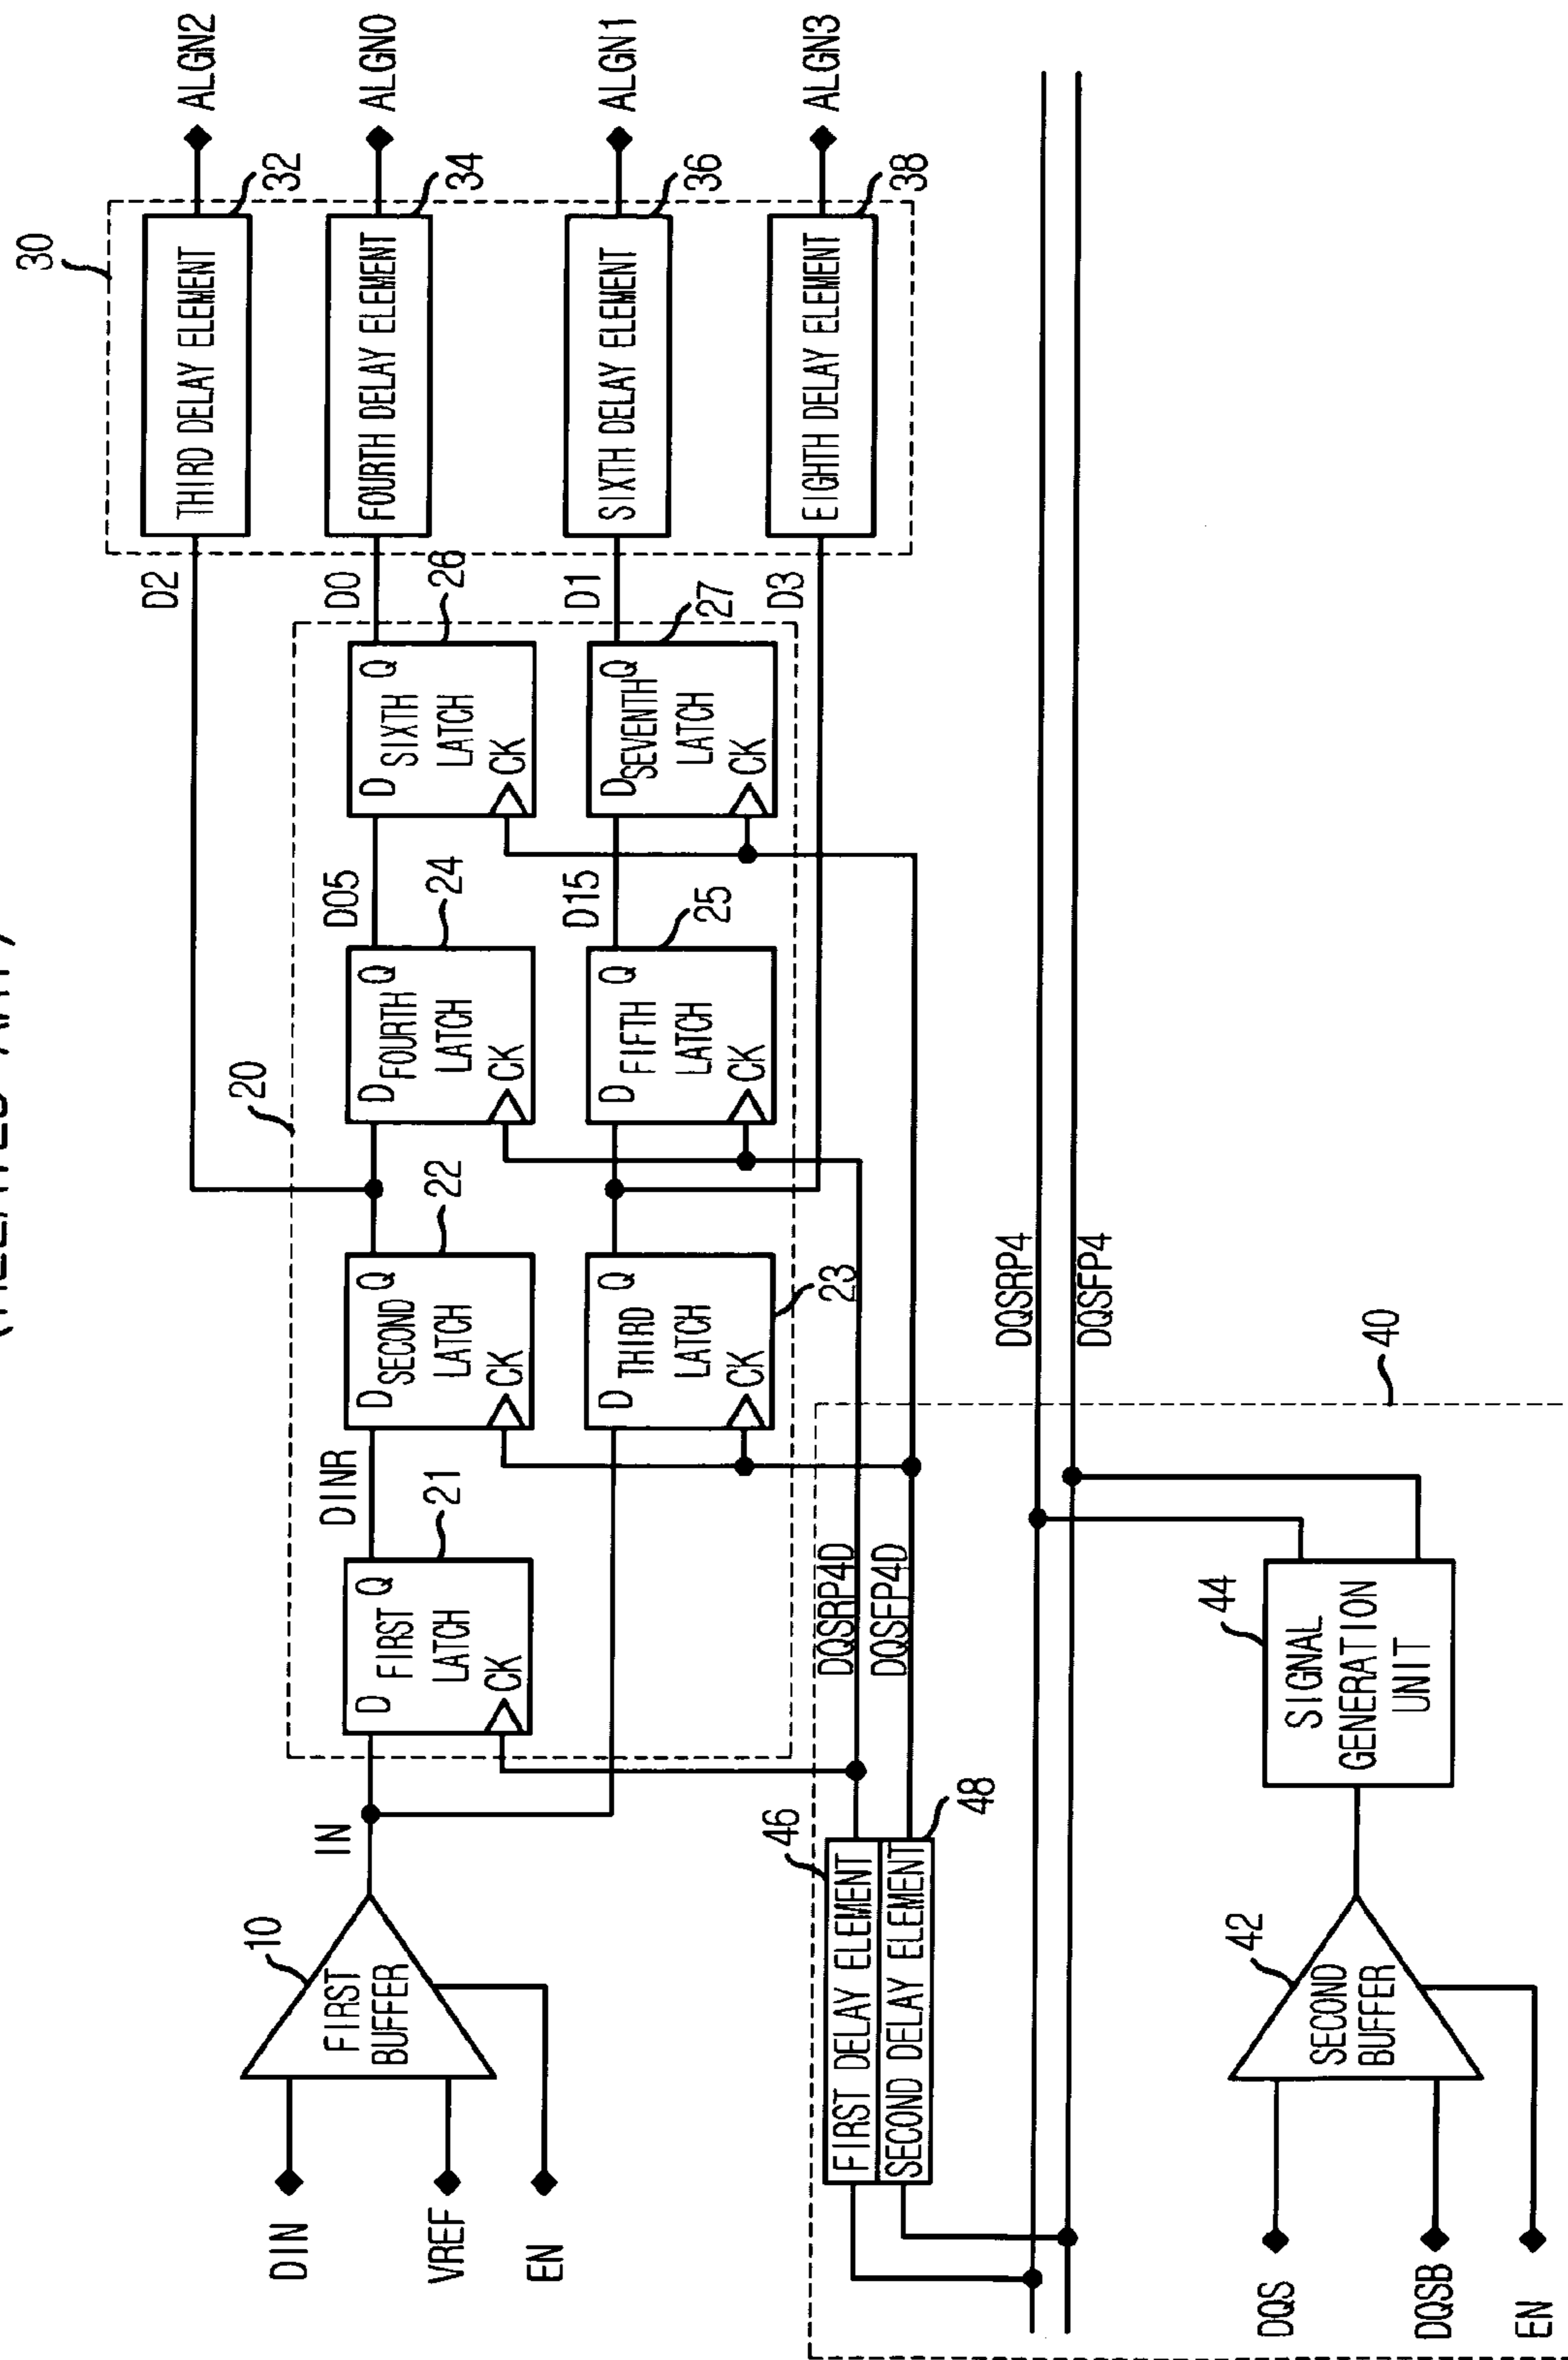 30
THIRD DELAY ELEMENT
32
ALGN2
FOURTH DELAY ELEMENT
34
ALGN0
SIXTH DELAY ELEMENT
36
ALGN1
EIGHTH DELAY ELEMENT
38
ALGN3
D2
D0
D1
D3
20
DIN
VREF
EN
FIRST
BUFFER
10
IN
D Q
FIRST
LATCH
CK
21
DINR
D Q
SECOND
LATCH
CK
22
D Q
THIRD
LATCH
CK
23
D Q
FOURTH
LATCH
CK
24
D05
D Q
FIFTH
LATCH
CK
25
D15
D Q
SIXTH
LATCH
CK
26
D Q
SEVENTH
LATCH
CK
27
46
FIRST DELAY ELEMENT
SECOND DELAY ELEMENT
48
DQSRP4D
DQSFP4D
DQSRP4
DQSFP4
40
DQS
DQSB
EN
SECOND
BUFFER
42
SIGNAL
GENERATION
UNIT
44